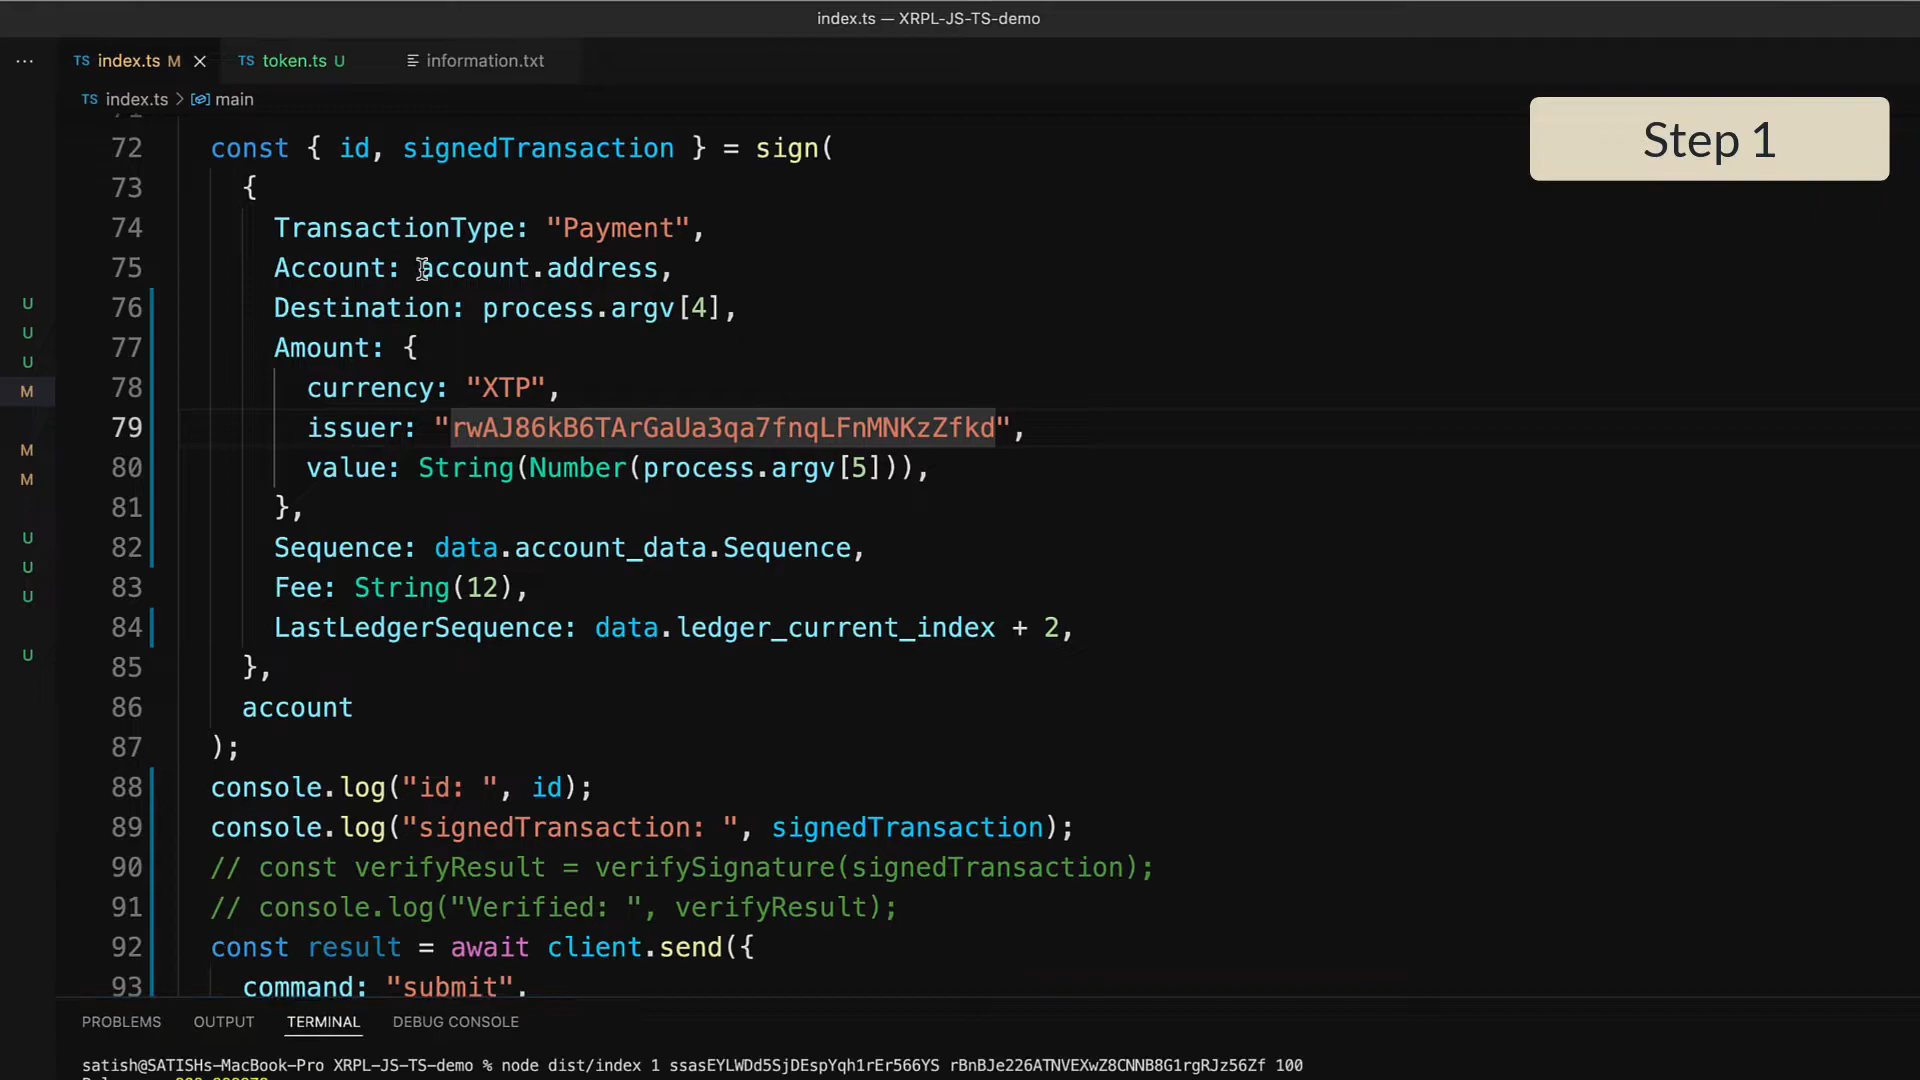 index.ts — XRPL-JS-TS-demo
··· TS index.ts M × TS token.ts U information.txt
TS index.ts > main
Step 1
72 const { id, signedTransaction } = sign(
73 {
74 TransactionType: "Payment",
75 Account: account.address,
76 Destination: process.argv[4],
77 Amount: {
78 currency: "XTP",
79 issuer: "rwAJ86kB6TArGaUa3qa7fnqLFnMNKzZfkd",
80 value: String(Number(process.argv[5])),
81 },
82 Sequence: data.account_data.Sequence,
83 Fee: String(12),
84 LastLedgerSequence: data.ledger_current_index + 2,
85 },
86 account
87 );
88 console.log("id: ", id);
89 console.log("signedTransaction: ", signedTransaction);
90 // const verifyResult = verifySignature(signedTransaction);
91 // console.log("Verified: ", verifyResult);
92 const result = await client.send({
93 command: "submit",
U
U
U
M
M
M
U
U
U
U
PROBLEMS OUTPUT TERMINAL DEBUG CONSOLE
satish@SATISHs-MacBook-Pro XRPL-JS-TS-demo % node dist/index 1 ssasEYLWDd5SjDEspYqh1rEr566YS rBnBJe226ATNVEXwZ8CNNB8G1rgRJz56Zf 100